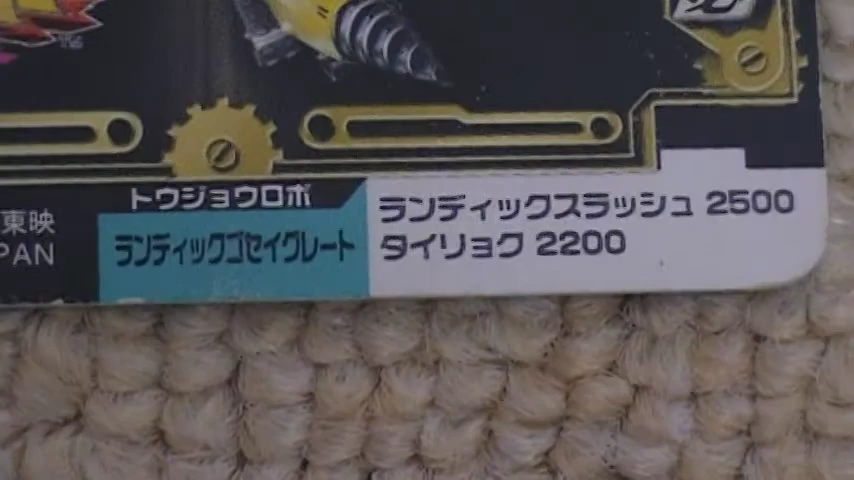 トウジョウロボ
ランディックゴセイグレート
ランディックスラッシュ 2500
タイリョク 2200
東映
PAN